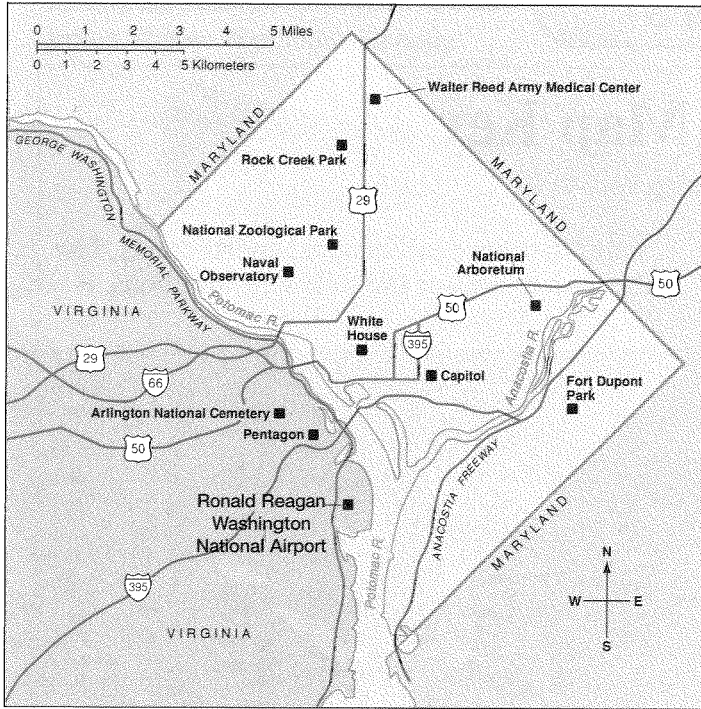 0 1 2 3 4 5 Miles
0 1 2 3 4 5 Kilometers
Walter Reed Army Medical Center
MARYLAND
Rock Creek Park
MARYLAND
GEORGE WASHINGTON
MEMORIAL PARKWAY
29
National Zoological Park
Naval
Observatory
National
Arboretum
Potomac R.
50
50
VIRGINIA
White
House
395
Anacostia R.
29
66
Capitol
Fort Dupont
Park
Arlington National Cemetery
Pentagon
50
Ronald Reagan
Washington
National Airport
ANACOSTIA FREEWAY
MARYLAND
Potomac R.
395
VIRGINIA
N
W E
S